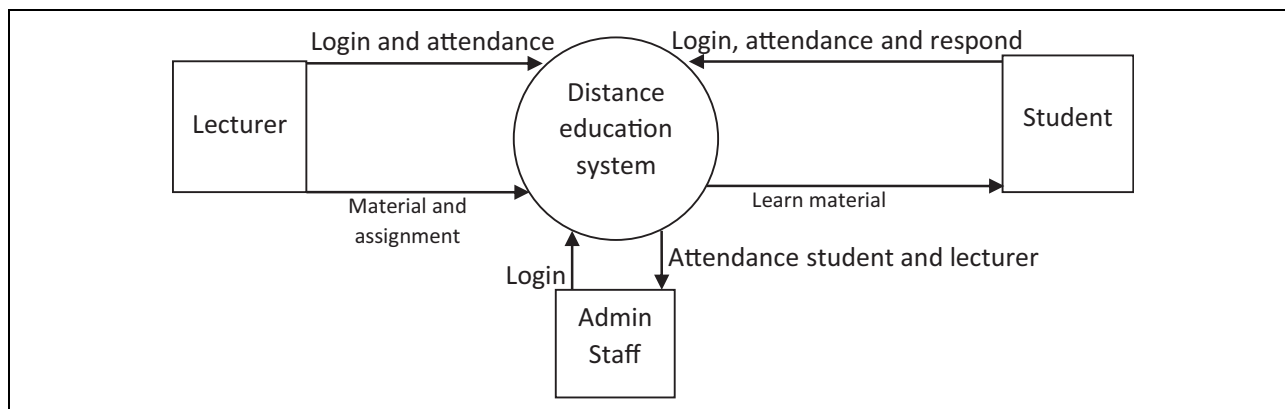 Login and attendance
Login, attendance and respond
Lecturer
Distance
education
system
Student
Material and
assignment
Learn material
Login
Attendance student and lecturer
Admin
Staff